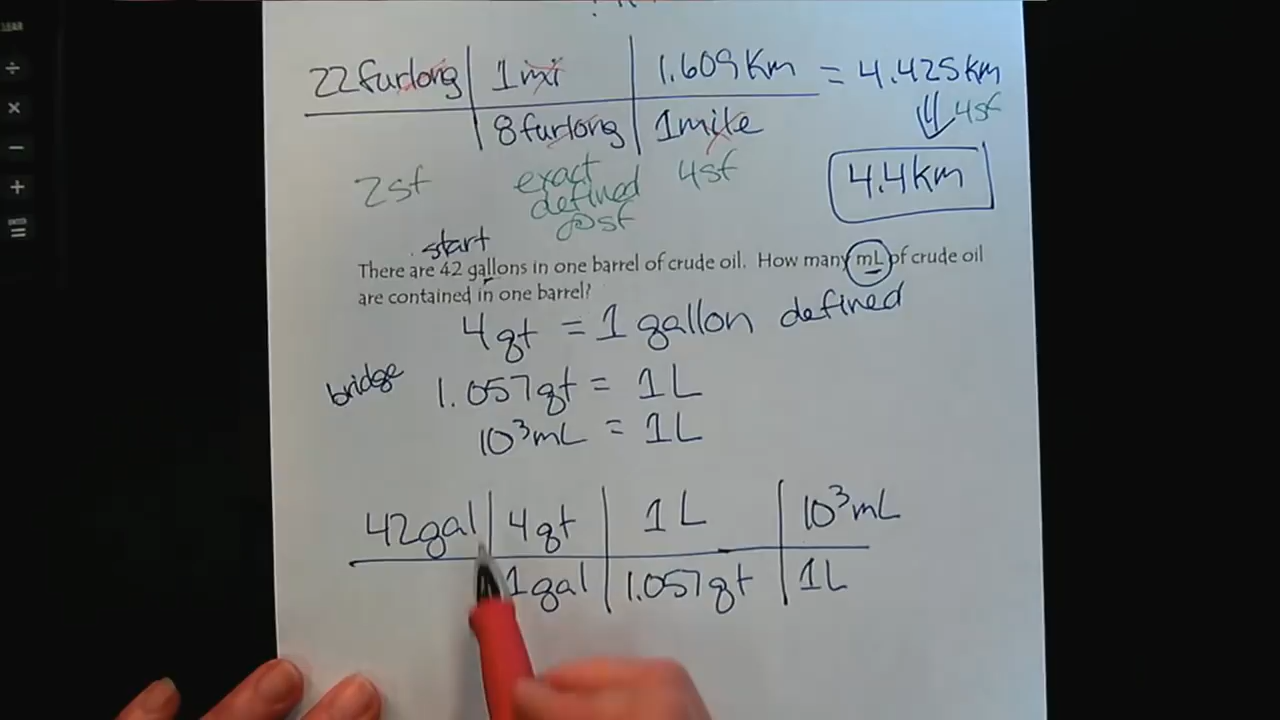 22 furlong | 1 mi | 1.609 Km = 4.425 Km
8 furlong | 1 mile
4sf
2sf exact 4sf 4.4 Km
defined
∞ sf
start
There are 42 gallons in one barrel of crude oil. How many mL of crude oil
are contained in one barrel?
4 qt = 1 gallon defined
bridge 1.057 qt = 1 L
10³ mL = 1 L
42 gal | 4 qt | 1 L | 10³ mL
1 gal | 1.057 qt | 1 L
÷
×
−
+
ENTER
=